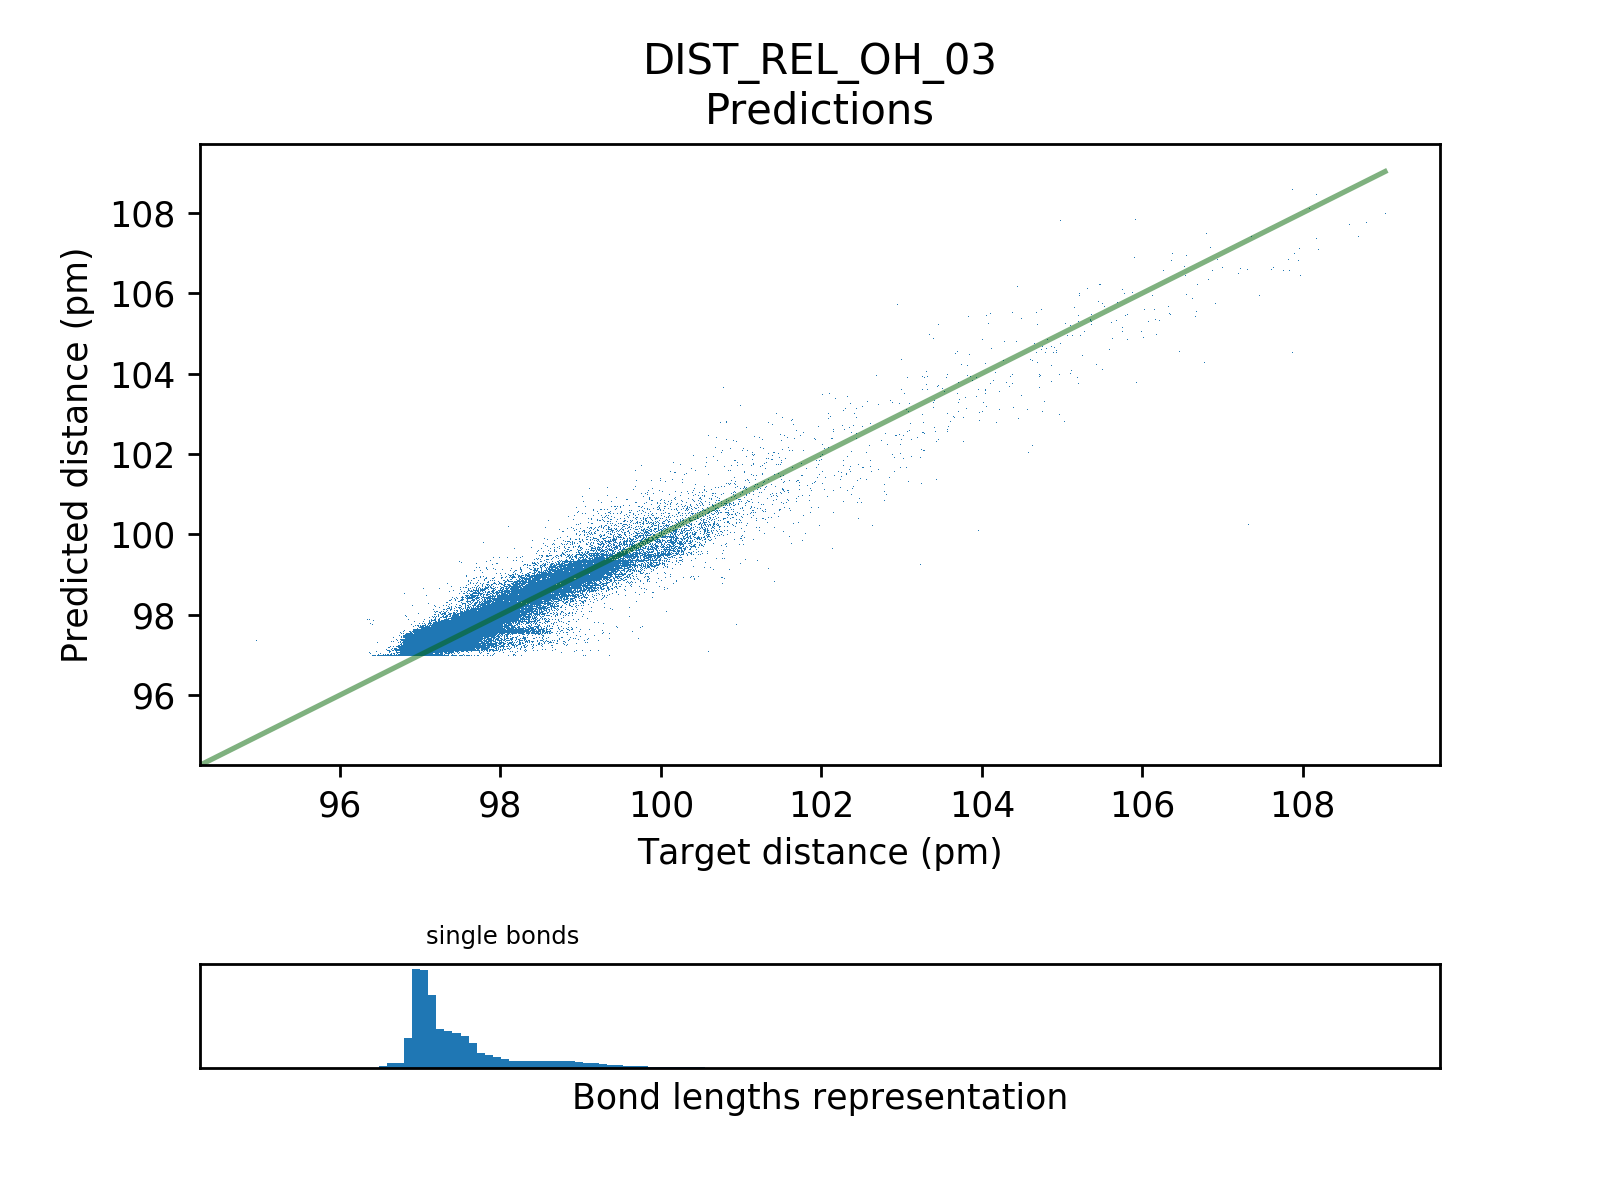 DIST_REL_OH_03
Predictions
Predicted distance (pm)
108
106
104
102
100
98
96
96 98 100 102 104 106 108
Target distance (pm)
single bonds
Bond lengths representation